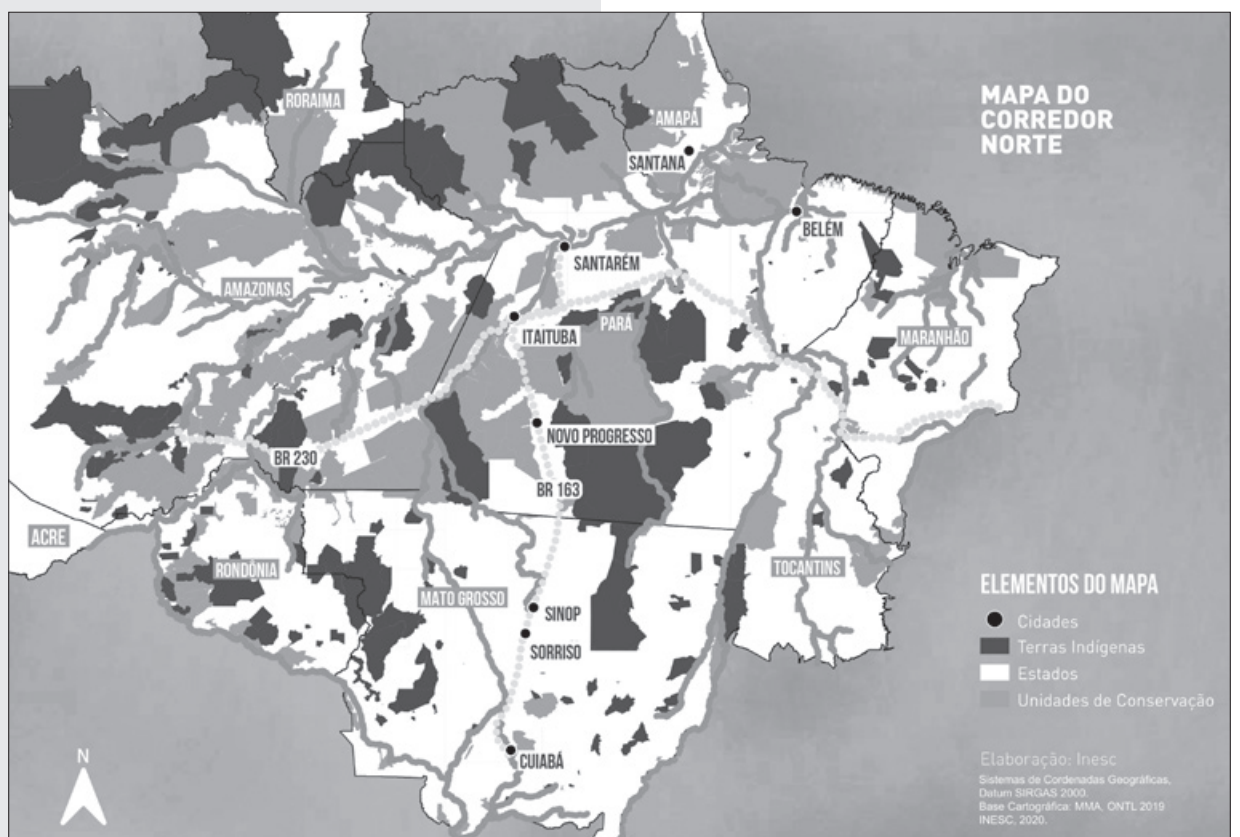 MAPA DO
CORREDOR
NORTE
RORAIMA
AMAPÁ
SANTANA
BELÉM
SANTARÉM
AMAZONAS
ITAITUBA
PARÁ
MARANHÃO
NOVO PROGRESSO
BR 230
BR 163
ACRE
RONDÔNIA
MATO GROSSO
TOCANTINS
SINOP
SORRISO
CUIABÁ
N
ELEMENTOS DO MAPA
Cidades
Terras Indígenas
Estados
Unidades de Conservação
Elaboração: Inesc
Sistemas de Cordenadas Geográficas,
Datum SIRGAS 2000.
Base Cartográfica: MMA, ONTL 2019
INESC, 2020.